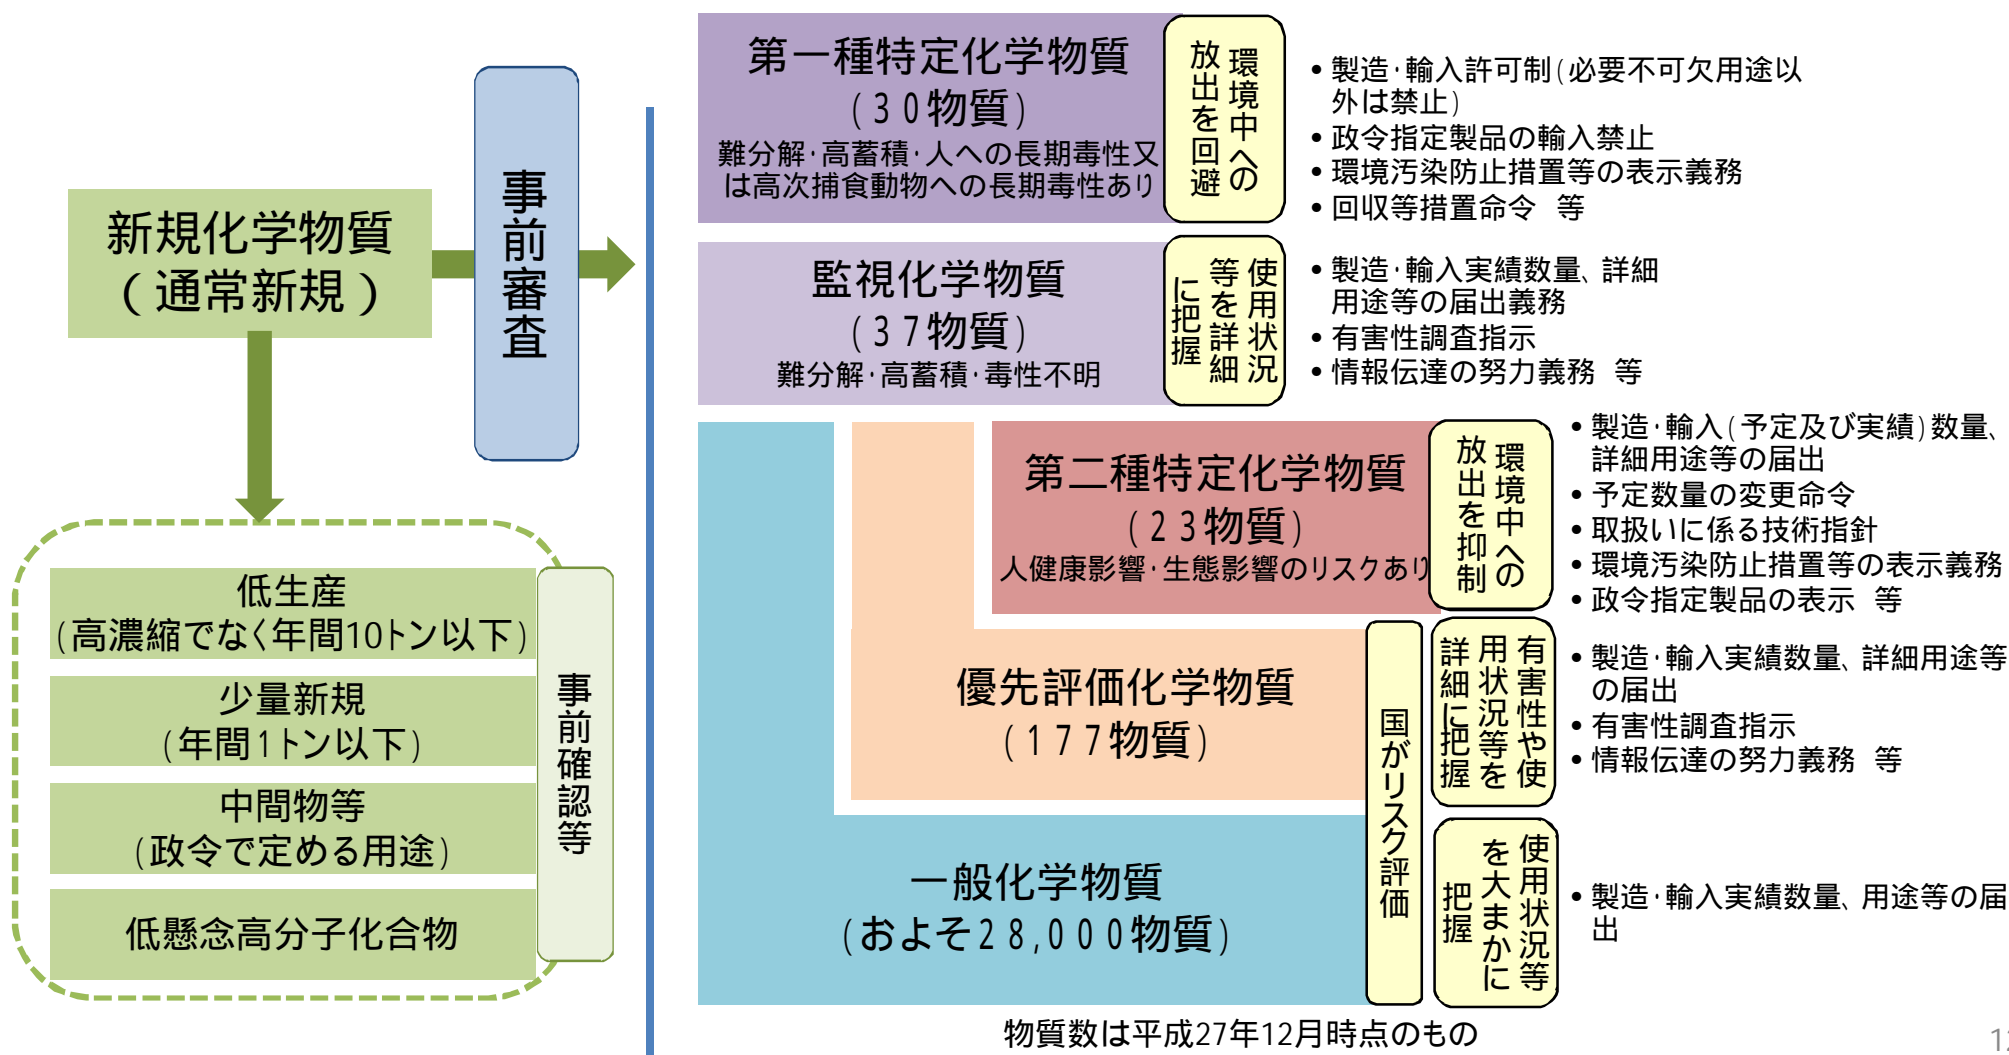 新規化学物質
(通常新規)
事前審査
低生産
(高濃縮でなく年間10トン以下)
少量新規
(年間1トン以下)
中間物等
(政令で定める用途)
低懸念高分子化合物
事前確認等
第一種特定化学物質
(30物質)
難分解・高蓄積・人への長期毒性又
は高次捕食動物への長期毒性あり
環境中への
放出を回避
• 製造・輸入許可制(必要不可欠用途以
外は禁止)
• 政令指定製品の輸入禁止
• 環境汚染防止措置等の表示義務
• 回収等措置命令 等
監視化学物質
(37物質)
難分解・高蓄積・毒性不明
使用状況
等を詳細
に把握
• 製造・輸入実績数量、詳細
用途等の届出義務
• 有害性調査指示
• 情報伝達の努力義務 等
第二種特定化学物質
(23物質)
人健康影響・生態影響のリスクあり
環境中への
放出を抑制
• 製造・輸入(予定及び実績)数量、
詳細用途等の届出
• 予定数量の変更命令
• 取扱いに係る技術指針
• 環境汚染防止措置等の表示義務
• 政令指定製品の表示 等
優先評価化学物質
(177物質)
国がリスク評価
有害性や使
用状況等を
詳細に把握
• 製造・輸入実績数量、詳細用途等
の届出
• 有害性調査指示
• 情報伝達の努力義務 等
一般化学物質
(およそ28,000物質)
使用状況等
を大まかに
把握
• 製造・輸入実績数量、用途等の届
出
物質数は平成27年12月時点のもの